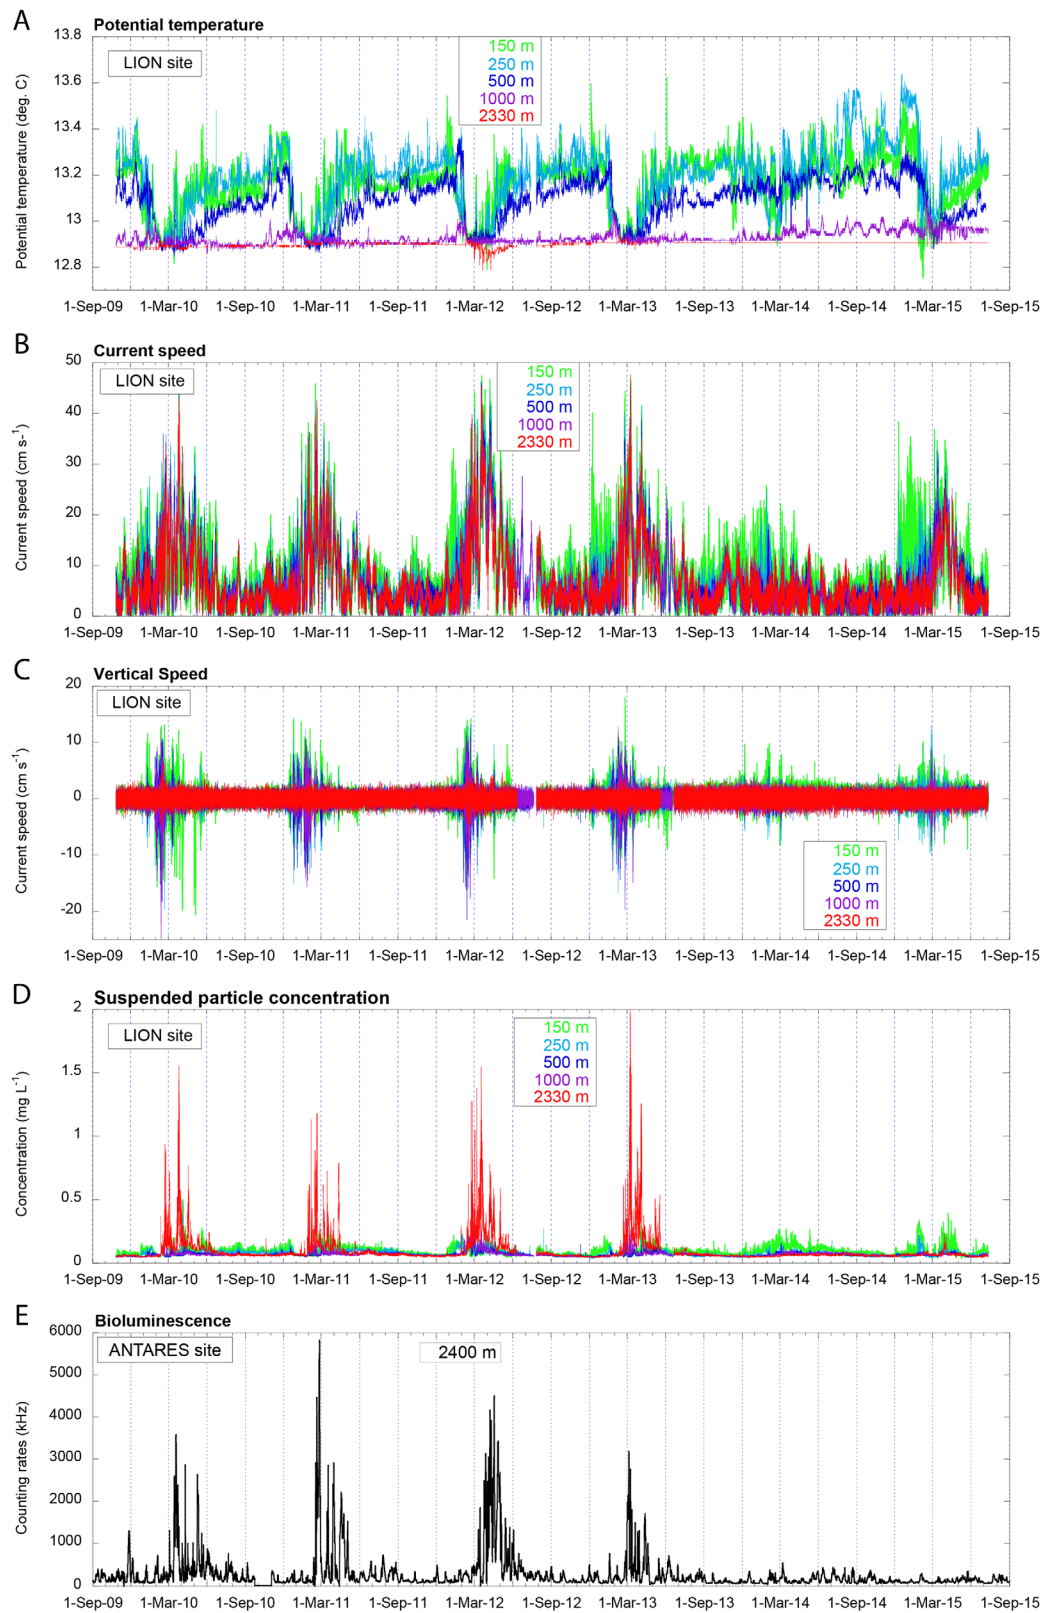 A
Potential temperature
13.8
13.6
13.4
13.2
13
12.8
Potential temperature (deg. C)
LION site
150 m
250 m
500 m
1000 m
2330 m
1-Sep-09 1-Mar-10 1-Sep-10 1-Mar-11 1-Sep-11 1-Mar-12 1-Sep-12 1-Mar-13 1-Sep-13 1-Mar-14 1-Sep-14 1-Mar-15 1-Sep-15
B
Current speed
50
40
30
20
10
0
Current speed (cm s-1)
LION site
150 m
250 m
500 m
1000 m
2330 m
1-Sep-09 1-Mar-10 1-Sep-10 1-Mar-11 1-Sep-11 1-Mar-12 1-Sep-12 1-Mar-13 1-Sep-13 1-Mar-14 1-Sep-14 1-Mar-15 1-Sep-15
C
Vertical Speed
20
10
0
-10
-20
Current speed (cm s-1)
LION site
150 m
250 m
500 m
1000 m
2330 m
1-Sep-09 1-Mar-10 1-Sep-10 1-Mar-11 1-Sep-11 1-Mar-12 1-Sep-12 1-Mar-13 1-Sep-13 1-Mar-14 1-Sep-14 1-Mar-15 1-Sep-15
D
Suspended particle concentration
2
1.5
1
0.5
0
Concentration (mg L-1)
LION site
150 m
250 m
500 m
1000 m
2330 m
1-Sep-09 1-Mar-10 1-Sep-10 1-Mar-11 1-Sep-11 1-Mar-12 1-Sep-12 1-Mar-13 1-Sep-13 1-Mar-14 1-Sep-14 1-Mar-15 1-Sep-15
E
Bioluminescence
6000
5000
4000
3000
2000
1000
0
Counting rates (kHz)
ANTARES site
2400 m
1-Sep-09 1-Mar-10 1-Sep-10 1-Mar-11 1-Sep-11 1-Mar-12 1-Sep-12 1-Mar-13 1-Sep-13 1-Mar-14 1-Sep-14 1-Mar-15 1-Sep-15